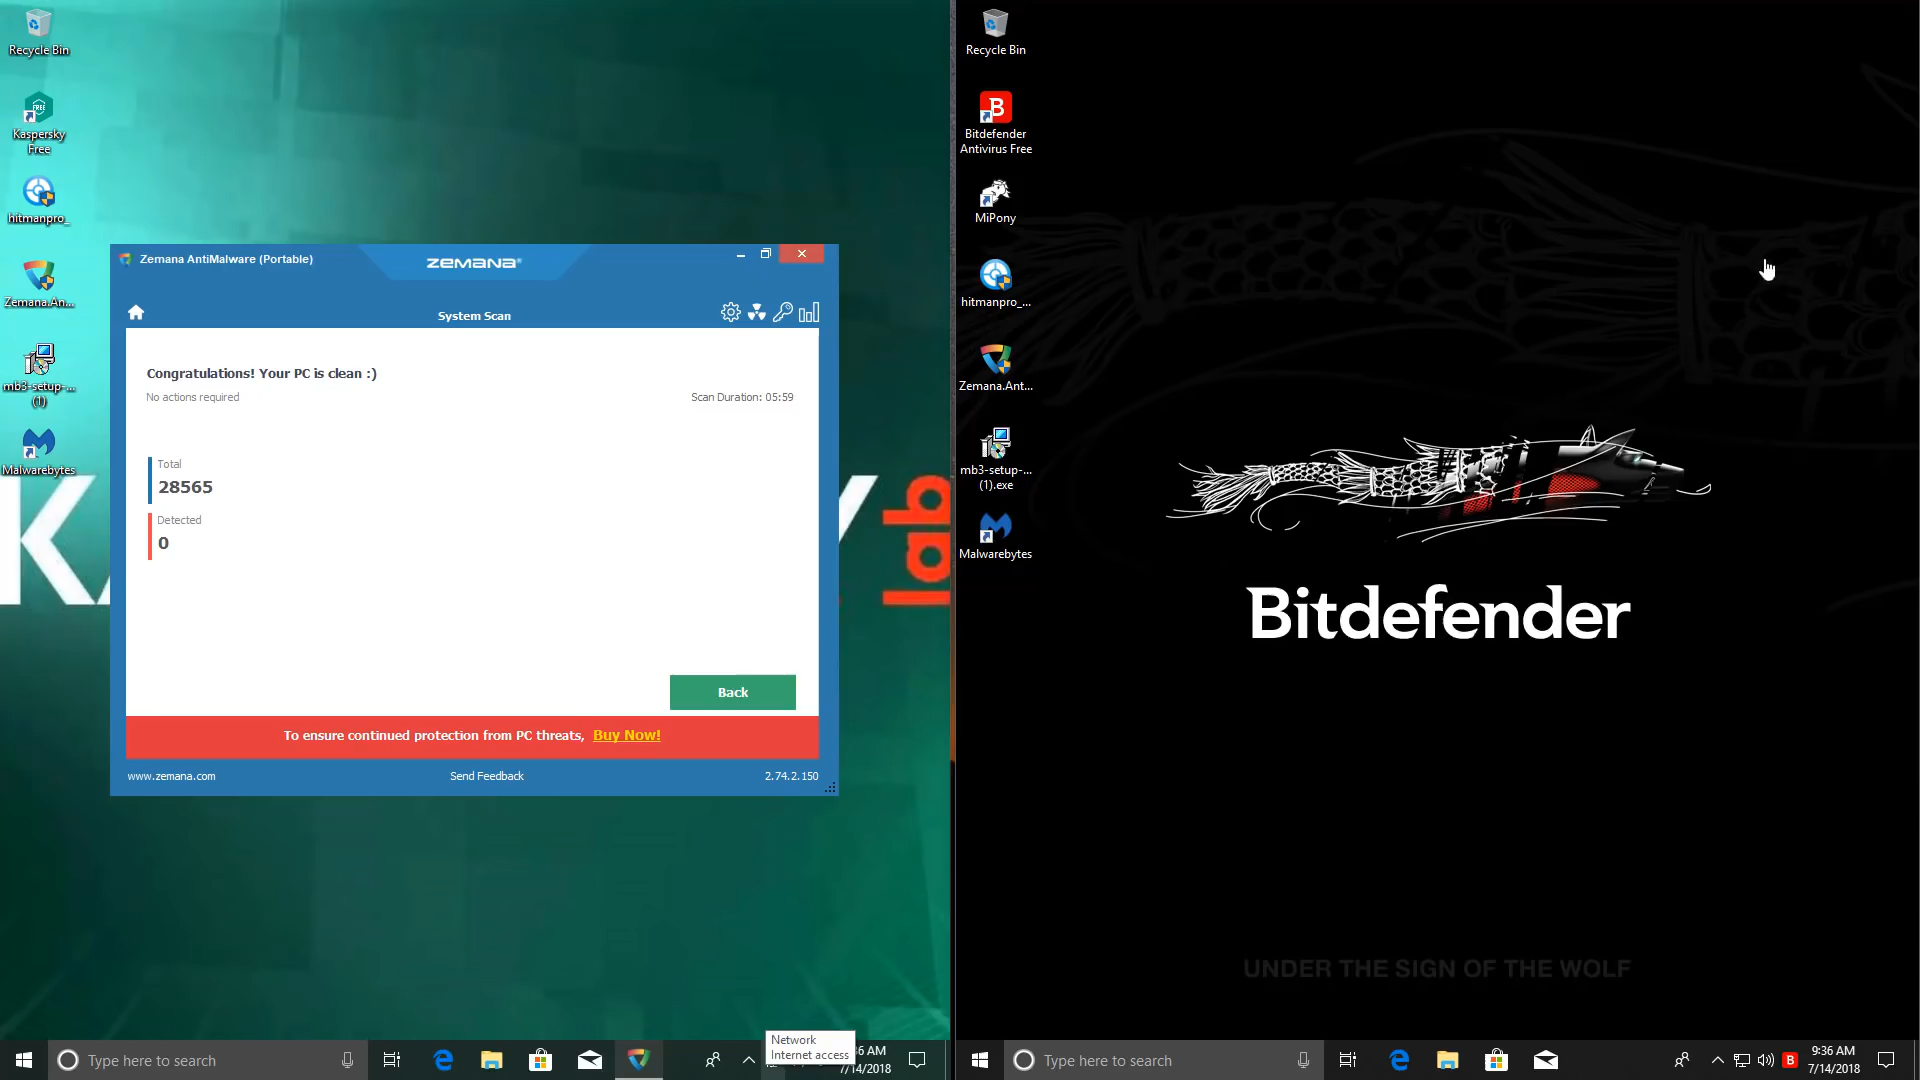 Recycle Bin
FREE
Kaspersky
Free
hitmanpro_
Zemana.An...
mb3-setup-...
(1)
Malwarebytes
lab
Zemana AntiMalware (Portable)
ZEMANA
System Scan
Congratulations! Your PC is clean :)
No actions required
Scan Duration: 05:59
Total
28565
Detected
0
Back
To ensure continued protection from PC threats, Buy Now!
www.zemana.com
Send Feedback
2.74.2.150
Type here to search
Network
Internet access
36 AM
7/14/2018
Recycle Bin
B
Bitdefender
Antivirus Free
MiPony
hitmanpro_...
Zemana.Ant...
mb3-setup-...
(1).exe
Malwarebytes
Bitdefender
UNDER THE SIGN OF THE WOLF
Type here to search
B
9:36 AM
7/14/2018